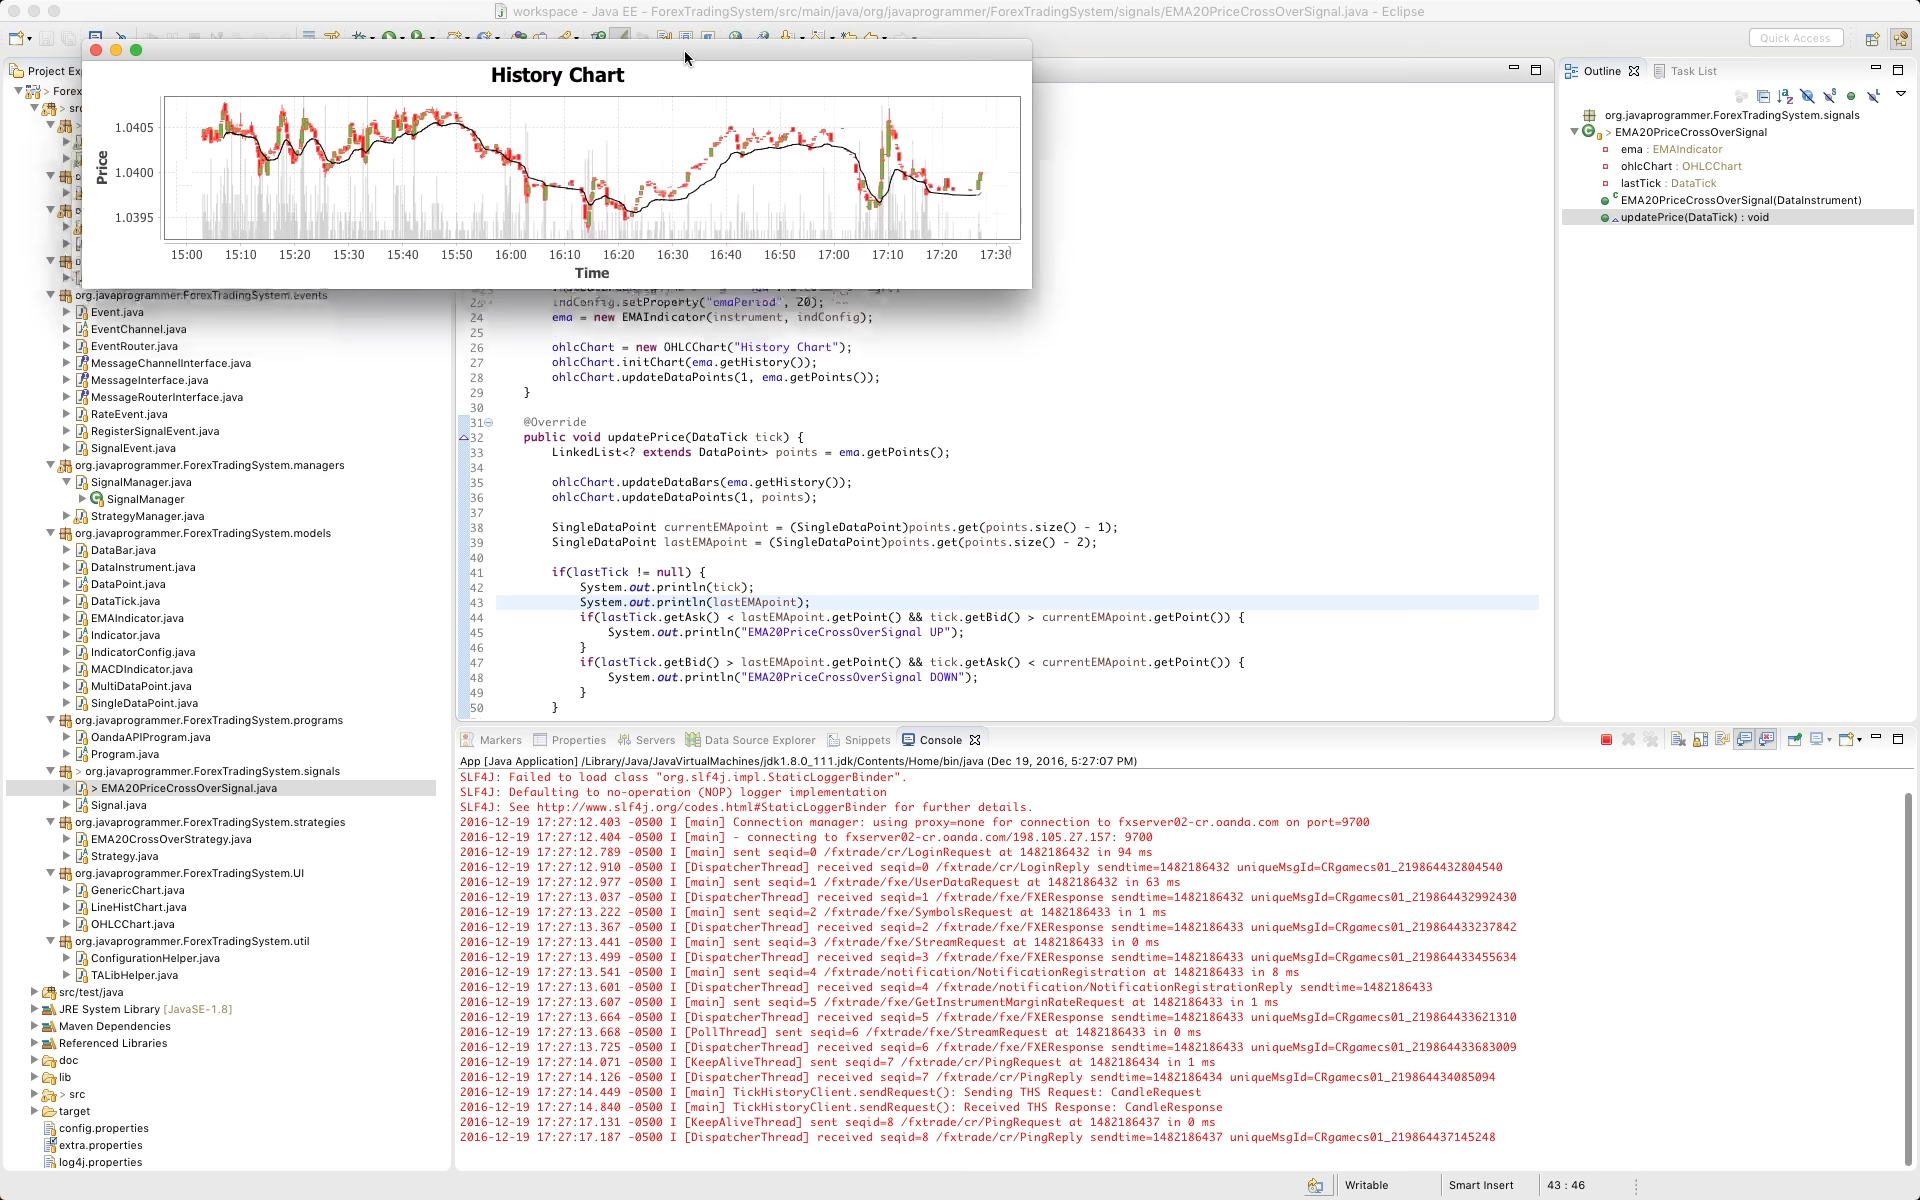 workspace - Java EE - ForexTradingSystem/src/main/java/org/javaprogrammer/ForexTradingSystem/signals/EMA20PriceCrossOverSignal.java - Eclipse
Quick Access
Project Ex
> Forex
> src
History Chart
1.0405
1.0400
1.0395
Price
15:00 15:10 15:20 15:30 15:40 15:50 16:00 16:10 16:20 16:30 16:40 16:50 17:00 17:10 17:20 17:30
Time
org.javaprogrammer.ForexTradingSystem.events
Event.java
EventChannel.java
EventRouter.java
MessageChannelInterface.java
MessageInterface.java
MessageRouterInterface.java
RateEvent.java
RegisterSignalEvent.java
SignalEvent.java
org.javaprogrammer.ForexTradingSystem.managers
SignalManager.java
SignalManager
StrategyManager.java
org.javaprogrammer.ForexTradingSystem.models
DataBar.java
DataInstrument.java
DataPoint.java
DataTick.java
EMAIndicator.java
Indicator.java
IndicatorConfig.java
MACDIndicator.java
MultiDataPoint.java
SingleDataPoint.java
org.javaprogrammer.ForexTradingSystem.programs
OandaAPIProgram.java
Program.java
> org.javaprogrammer.ForexTradingSystem.signals
> EMA20PriceCrossOverSignal.java
Signal.java
org.javaprogrammer.ForexTradingSystem.strategies
EMA20CrossOverStrategy.java
Strategy.java
org.javaprogrammer.ForexTradingSystem.UI
GenericChart.java
LineHistChart.java
OHLCChart.java
org.javaprogrammer.ForexTradingSystem.util
ConfigurationHelper.java
TALibHelper.java
src/test/java
JRE System Library [JavaSE-1.8]
Maven Dependencies
Referenced Libraries
doc
lib
> src
target
config.properties
extra.properties
log4j.properties
indConfig.setProperty("emaPeriod", 20);
24 ema = new EMAIndicator(instrument, indConfig);
25
26 ohlcChart = new OHLCChart("History Chart");
27 ohlcChart.initChart(ema.getHistory());
28 ohlcChart.updateDataPoints(1, ema.getPoints());
29 }
30
31 @Override
32 public void updatePrice(DataTick tick) {
33 LinkedList<? extends DataPoint> points = ema.getPoints();
34
35 ohlcChart.updateDataBars(ema.getHistory());
36 ohlcChart.updateDataPoints(1, points);
37
38 SingleDataPoint currentEMApoint = (SingleDataPoint)points.get(points.size() - 1);
39 SingleDataPoint lastEMApoint = (SingleDataPoint)points.get(points.size() - 2);
40
41 if(lastTick != null) {
42 System.out.println(tick);
43 System.out.println(lastEMApoint);
44 if(lastTick.getAsk() < lastEMApoint.getPoint() && tick.getBid() > currentEMApoint.getPoint()) {
45 System.out.println("EMA20PriceCrossOverSignal UP");
46 }
47 if(lastTick.getBid() > lastEMApoint.getPoint() && tick.getAsk() < currentEMApoint.getPoint()) {
48 System.out.println("EMA20PriceCrossOverSignal DOWN");
49 }
50 }
Outline Task List
org.javaprogrammer.ForexTradingSystem.signals
> EMA20PriceCrossOverSignal
ema : EMAIndicator
ohlcChart : OHLCChart
lastTick : DataTick
EMA20PriceCrossOverSignal(DataInstrument)
updatePrice(DataTick) : void
Markers Properties Servers Data Source Explorer Snippets Console
App [Java Application] /Library/Java/JavaVirtualMachines/jdk1.8.0_111.jdk/Contents/Home/bin/java (Dec 19, 2016, 5:27:07 PM)
SLF4J: Failed to load class "org.slf4j.impl.StaticLoggerBinder".
SLF4J: Defaulting to no-operation (NOP) logger implementation
SLF4J: See http://www.slf4j.org/codes.html#StaticLoggerBinder for further details.
2016-12-19 17:27:12.403 -0500 I [main] Connection manager: using proxy=none for connection to fxserver02-cr.oanda.com on port=9700
2016-12-19 17:27:12.404 -0500 I [main] - connecting to fxserver02-cr.oanda.com/198.105.27.157: 9700
2016-12-19 17:27:12.789 -0500 I [main] sent seqid=0 /fxtrade/cr/LoginRequest at 1482186432 in 94 ms
2016-12-19 17:27:12.910 -0500 I [DispatcherThread] received seqid=0 /fxtrade/cr/LoginReply sendtime=1482186432 uniqueMsgId=CRgamecs01_219864432804540
2016-12-19 17:27:12.977 -0500 I [main] sent seqid=1 /fxtrade/fxe/UserDataRequest at 1482186432 in 63 ms
2016-12-19 17:27:13.037 -0500 I [DispatcherThread] received seqid=1 /fxtrade/fxe/FXEResponse sendtime=1482186432 uniqueMsgId=CRgamecs01_219864432992430
2016-12-19 17:27:13.222 -0500 I [main] sent seqid=2 /fxtrade/fxe/SymbolsRequest at 1482186433 in 1 ms
2016-12-19 17:27:13.367 -0500 I [DispatcherThread] received seqid=2 /fxtrade/fxe/FXEResponse sendtime=1482186433 uniqueMsgId=CRgamecs01_219864433237842
2016-12-19 17:27:13.441 -0500 I [main] sent seqid=3 /fxtrade/fxe/StreamRequest at 1482186433 in 0 ms
2016-12-19 17:27:13.499 -0500 I [DispatcherThread] received seqid=3 /fxtrade/fxe/FXEResponse sendtime=1482186433 uniqueMsgId=CRgamecs01_219864433455634
2016-12-19 17:27:13.541 -0500 I [main] sent seqid=4 /fxtrade/notification/NotificationRegistration at 1482186433 in 8 ms
2016-12-19 17:27:13.601 -0500 I [DispatcherThread] received seqid=4 /fxtrade/notification/NotificationRegistrationReply sendtime=1482186433
2016-12-19 17:27:13.607 -0500 I [main] sent seqid=5 /fxtrade/fxe/GetInstrumentMarginRateRequest at 1482186433 in 1 ms
2016-12-19 17:27:13.664 -0500 I [DispatcherThread] received seqid=5 /fxtrade/fxe/FXEResponse sendtime=1482186433 uniqueMsgId=CRgamecs01_219864433621310
2016-12-19 17:27:13.668 -0500 I [PollThread] sent seqid=6 /fxtrade/fxe/StreamRequest at 1482186433 in 0 ms
2016-12-19 17:27:13.725 -0500 I [DispatcherThread] received seqid=6 /fxtrade/fxe/FXEResponse sendtime=1482186433 uniqueMsgId=CRgamecs01_219864433683009
2016-12-19 17:27:14.071 -0500 I [KeepAliveThread] sent seqid=7 /fxtrade/cr/PingRequest at 1482186434 in 1 ms
2016-12-19 17:27:14.126 -0500 I [DispatcherThread] received seqid=7 /fxtrade/cr/PingReply sendtime=1482186434 uniqueMsgId=CRgamecs01_219864434085094
2016-12-19 17:27:14.449 -0500 I [main] TickHistoryClient.sendRequest(): Sending THS Request: CandleRequest
2016-12-19 17:27:14.840 -0500 I [main] TickHistoryClient.sendRequest(): Received THS Response: CandleResponse
2016-12-19 17:27:17.131 -0500 I [KeepAliveThread] sent seqid=8 /fxtrade/cr/PingRequest at 1482186437 in 0 ms
2016-12-19 17:27:17.187 -0500 I [DispatcherThread] received seqid=8 /fxtrade/cr/PingReply sendtime=1482186437 uniqueMsgId=CRgamecs01_219864437145248
Writable Smart Insert 43 : 46